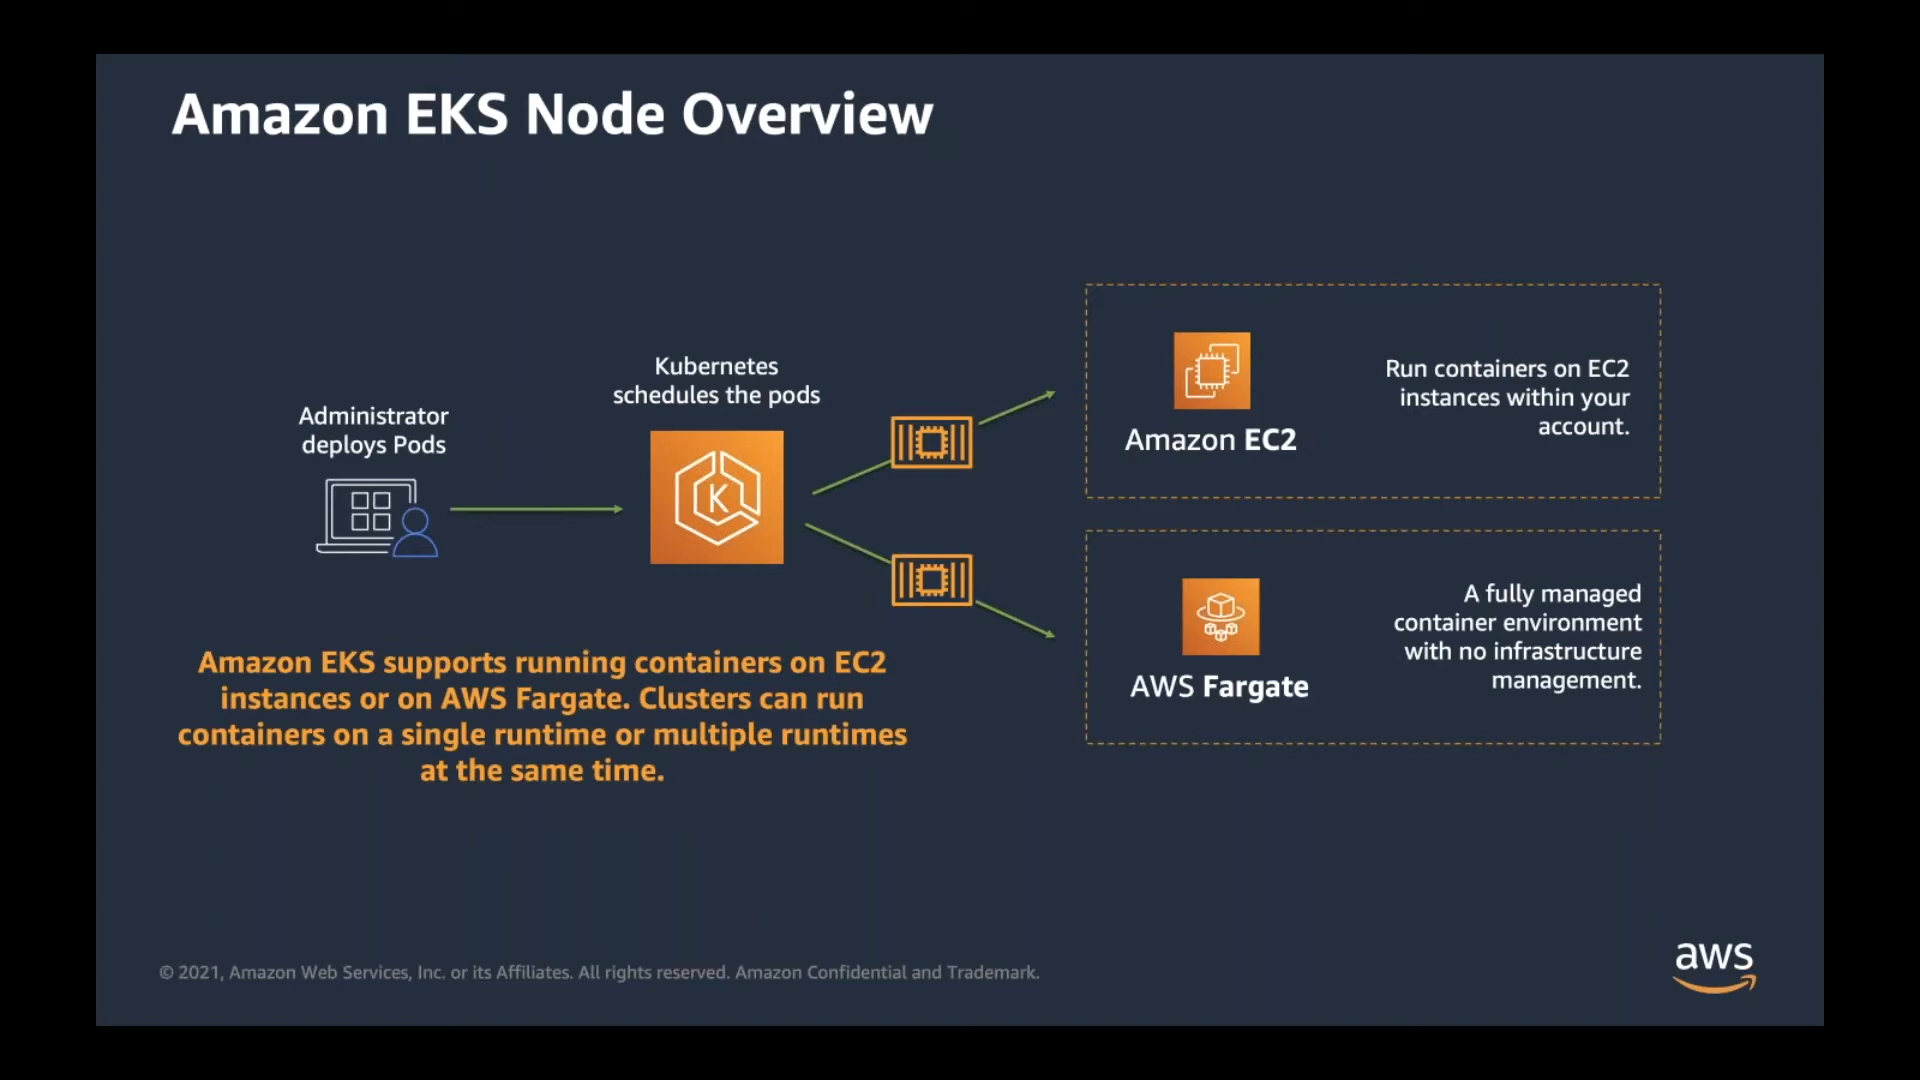 Amazon EKS Node Overview
Administrator
deploys Pods
Kubernetes
schedules the pods
K
Amazon EC2
Run containers on EC2
instances within your
account.
AWS Fargate
A fully managed
container environment
with no infrastructure
management.
Amazon EKS supports running containers on EC2
instances or on AWS Fargate. Clusters can run
containers on a single runtime or multiple runtimes
at the same time.
© 2021, Amazon Web Services, Inc. or its Affiliates. All rights reserved. Amazon Confidential and Trademark.
aws